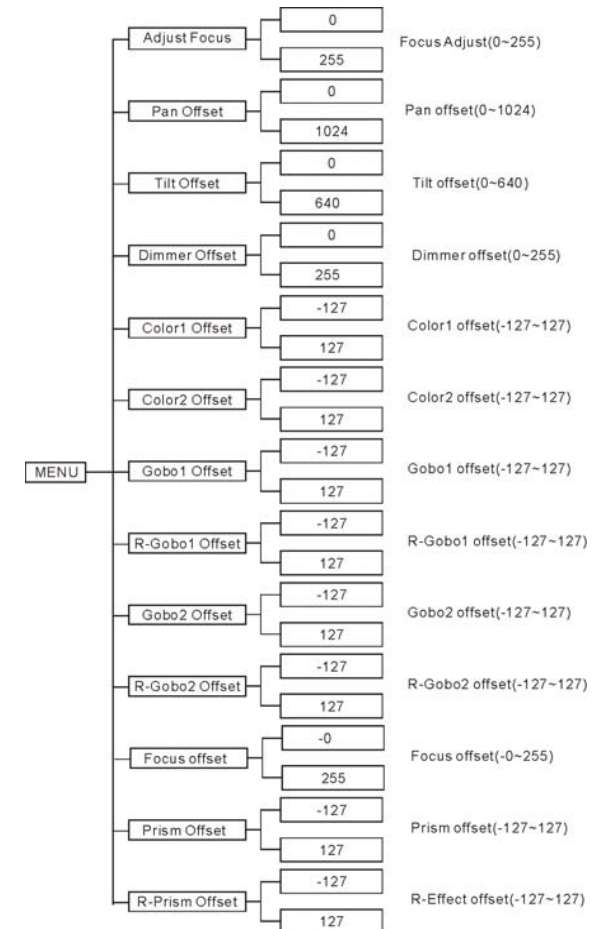 Adjust Focus
0
255
Focus Adjust(0~255)
Pan Offset
0
1024
Pan offset(0~1024)
Tilt Offset
0
640
Tilt offset(0~640)
Dimmer Offset
0
255
Dimmer offset(0~255)
Color1 Offset
-127
127
Color1 offset(-127~127)
Color2 Offset
-127
127
Color2 offset(-127~127)
MENU
Gobo1 Offset
-127
127
Gobo1 offset(-127~127)
R-Gobo1 Offset
-127
127
R-Gobo1 offset(-127~127)
Gobo2 Offset
-127
127
Gobo2 offset(-127~127)
R-Gobo2 Offset
-127
127
R-Gobo2 offset(-127~127)
Focus offset
-0
255
Focus offset(-0~255)
Prism Offset
-127
127
Prism offset(-127~127)
R-Prism Offset
-127
127
R-Effect offset(-127~127)